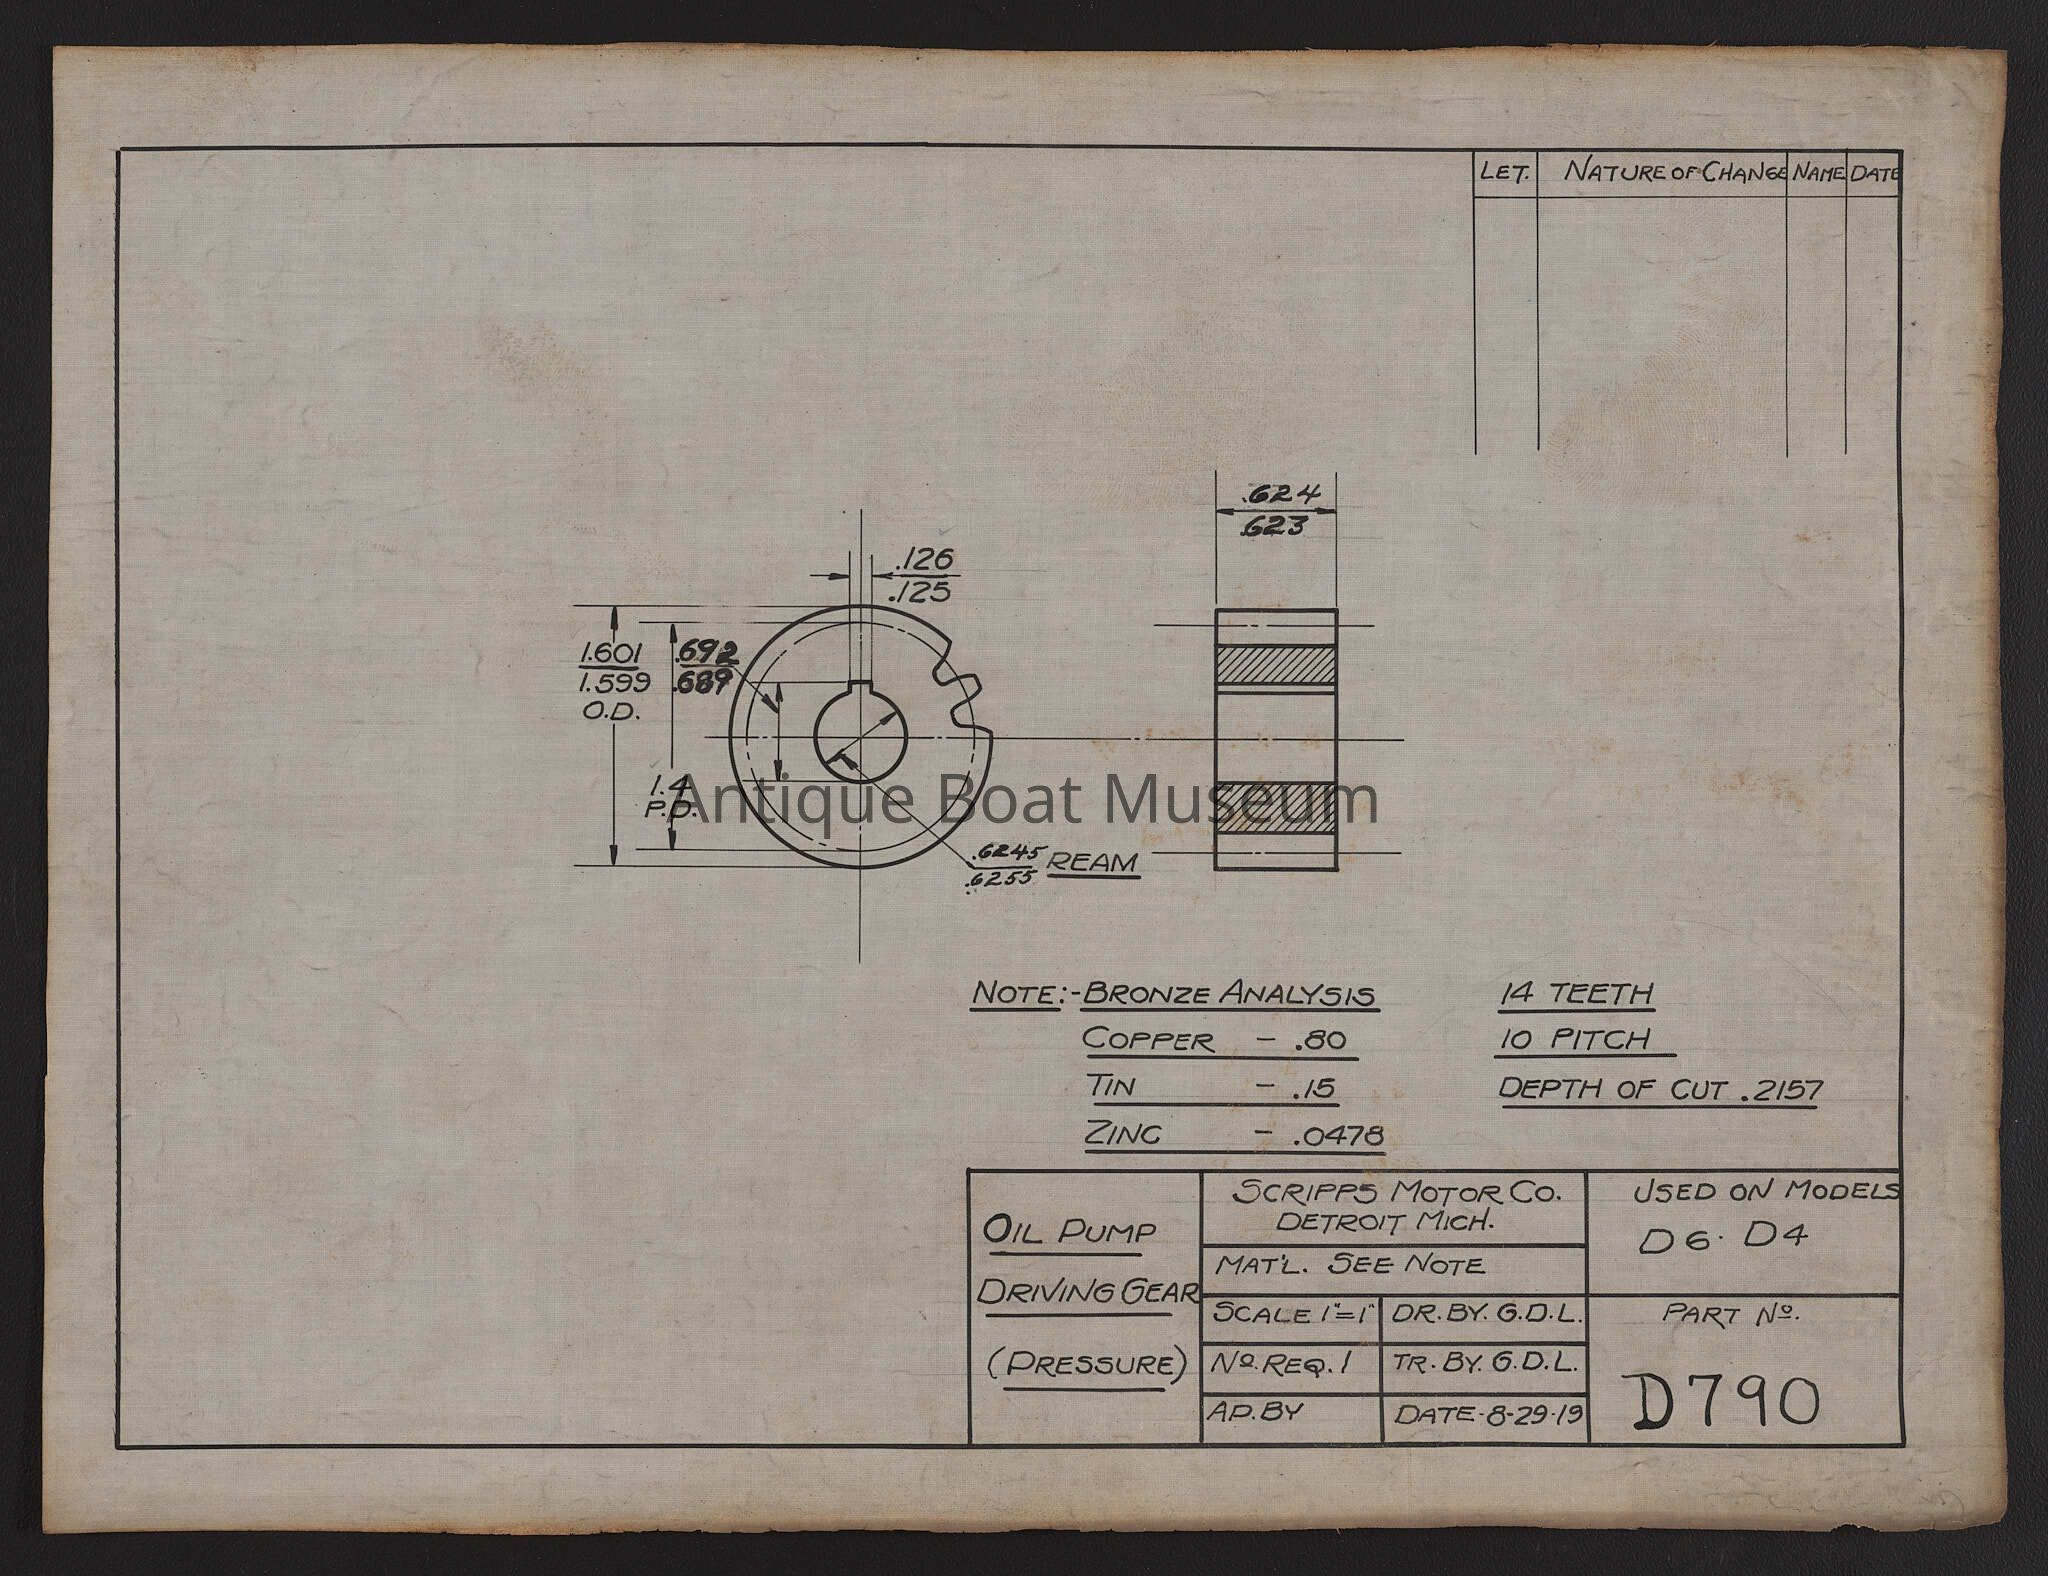 LET. NATURE OF CHANGE NAME DATE
.624
.623
.126
.125
1.601
1.599
O.D.
.692
.689
1.4
P.D.
Antique Boat Museum
.6245
.6255
REAM
NOTE:-BRONZE ANALYSIS
COPPER - .80
TIN - .15
ZINC - .0478
14 TEETH
10 PITCH
DEPTH OF CUT .2157
OIL PUMP
DRIVING GEAR
(PRESSURE)
SCRIPPS MOTOR CO.
DETROIT MICH.
MAT'L. SEE NOTE
SCALE 1"=1"
DR. BY. G.D.L.
No. REQ. 1
TR. BY. G.D.L.
AP. BY
DATE-8-29-19
USED ON MODELS
D6. D4
PART No.
D790